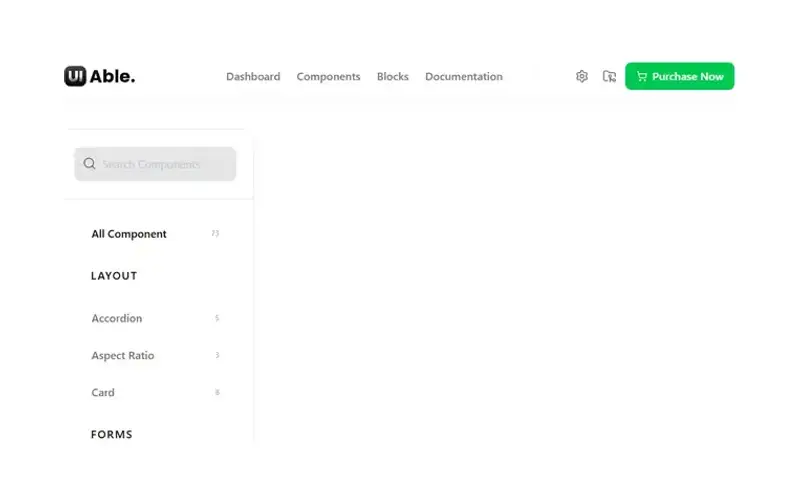 UI Able.
Dashboard Components Blocks Documentation Purchase Now
Search Components
All Component 73
LAYOUT
Accordion 5
Aspect Ratio 3
Card 8
FORMS